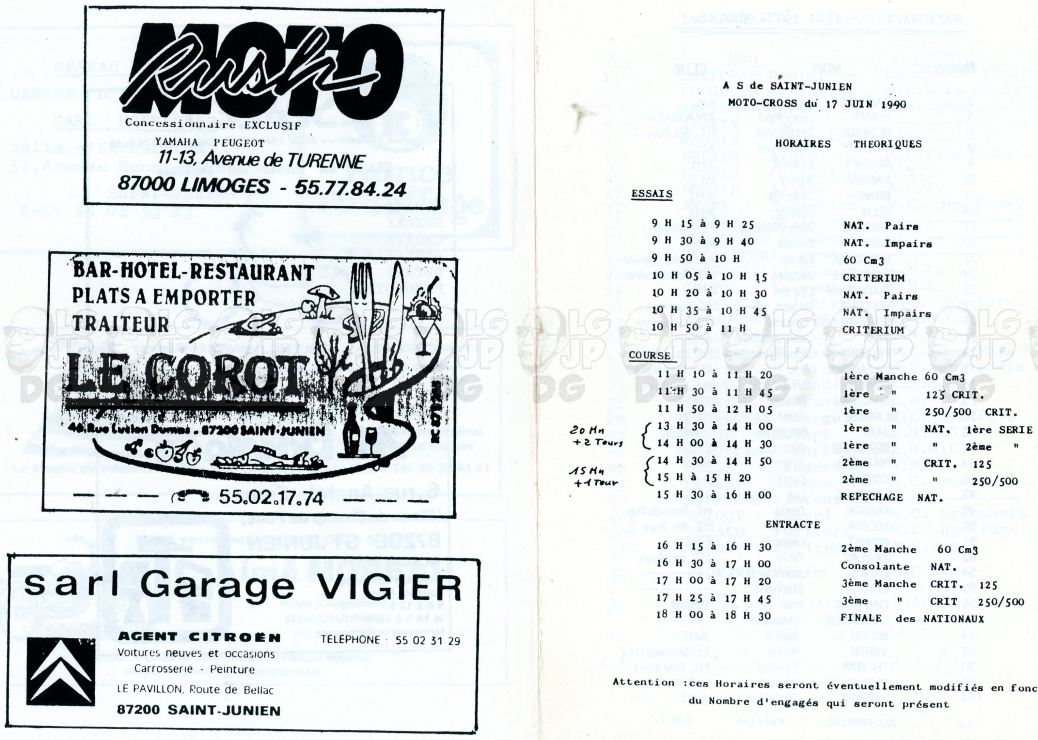 MOTO
Rush
Concessionnaire EXCLUSIF
YAMAHA PEUGEOT
11-13, Avenue de TURENNE
87000 LIMOGES - 55.77.84.24
BAR-HOTEL-RESTAURANT
PLATS A EMPORTER
TRAITEUR
LE COROT
46, Rue Lucien Dumas - 87200 SAINT-JUNIEN
55.02.17.74
sarl Garage VIGIER
AGENT CITROËN
TELEPHONE - 55 02 31 29
Voitures neuves et occasions
Carrosserie - Peinture
LE PAVILLON, Route de Bellac
87200 SAINT-JUNIEN
A S de SAINT-JUNIEN
MOTO-CROSS du 17 JUIN 1990
HORAIRES THEORIQUES
ESSAIS
9 H 15 à 9 H 25 NAT. Pairs
9 H 30 à 9 H 40 NAT. Impairs
9 H 50 à 10 H 60 Cm3
10 H 05 à 10 H 15 CRITERIUM
10 H 20 à 10 H 30 NAT. Pairs
10 H 35 à 10 H 45 NAT. Impairs
10 H 50 à 11 H CRITERIUM
COURSE
11 H 10 à 11 H 20 1ère Manche 60 Cm3
11 H 30 à 11 H 45 1ère " 125 CRIT.
11 H 50 à 12 H 05 1ère " 250/500 CRIT.
20 Mn + 2 Tours
13 H 30 à 14 H 00 1ère " NAT. 1ère SERIE
14 H 00 à 14 H 30 1ère " " 2ème "
15 Mn + 1 Tour
14 H 30 à 14 H 50 2ème " CRIT. 125
15 H à 15 H 20 2ème " " 250/500
15 H 30 à 16 H 00 REPECHAGE NAT.
ENTRACTE
16 H 15 à 16 H 30 2ème Manche 60 Cm3
16 H 30 à 17 H 00 Consolante NAT.
17 H 00 à 17 H 20 3ème Manche CRIT. 125
17 H 25 à 17 H 45 3ème " CRIT 250/500
18 H 00 à 18 H 30 FINALE des NATIONAUX
Attention :ces Horaires seront éventuellement modifiés en fonc
du Nombre d'engagés qui seront présent